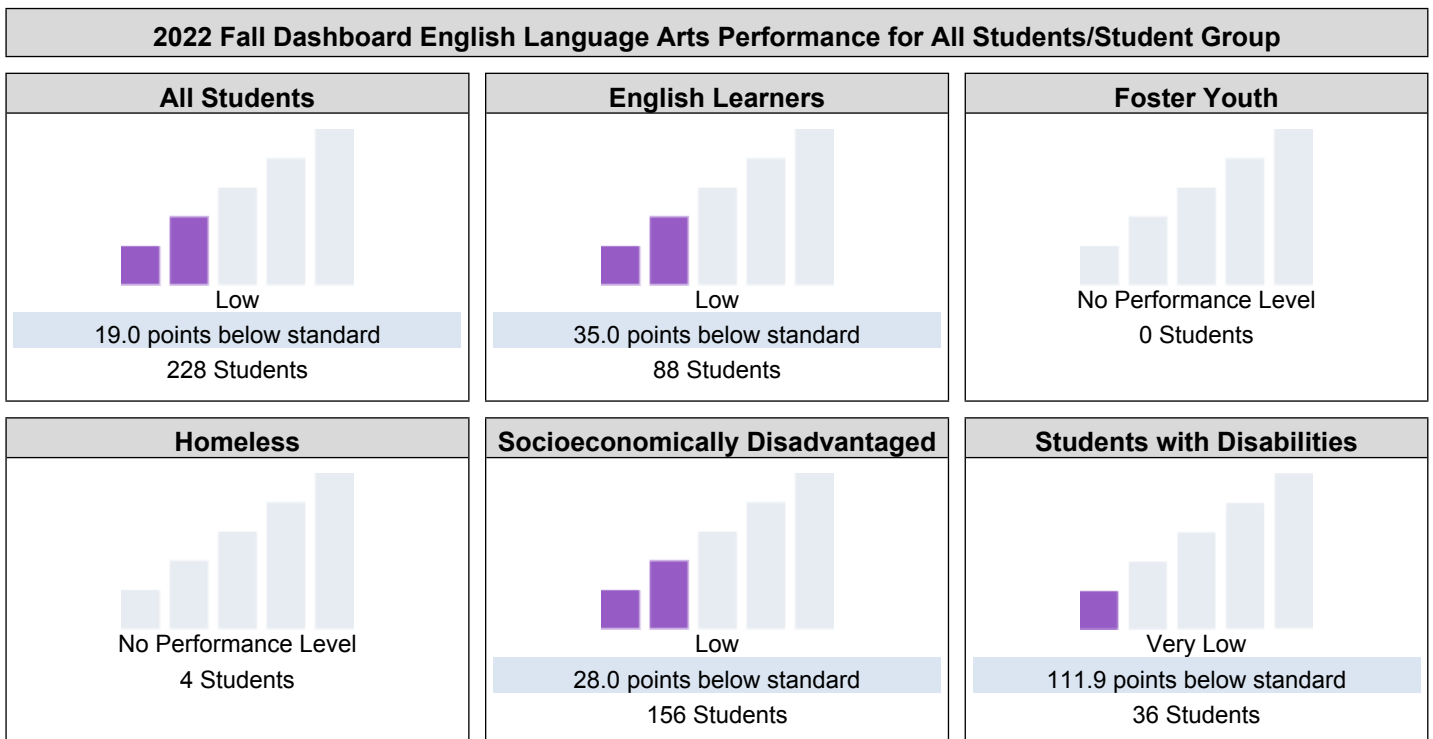 2022 Fall Dashboard English Language Arts Performance for All Students/Student Group
All Students
Low
19.0 points below standard
228 Students
English Learners
Low
35.0 points below standard
88 Students
Foster Youth
No Performance Level
0 Students
Homeless
No Performance Level
4 Students
Socioeconomically Disadvantaged
Low
28.0 points below standard
156 Students
Students with Disabilities
Very Low
111.9 points below standard
36 Students